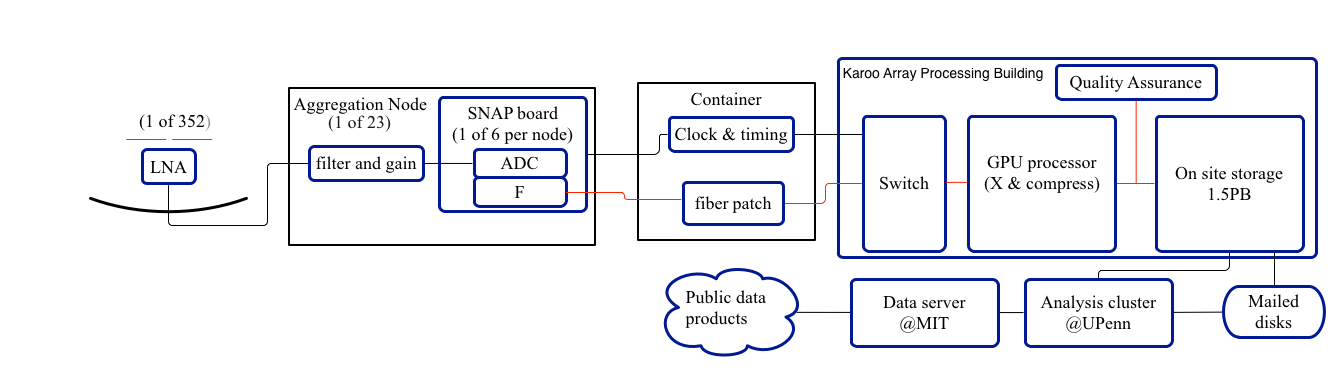 (1 of 352)
LNA
Aggregation Node
(1 of 23)
filter and gain
SNAP board
(1 of 6 per node)
ADC
F
Container
Clock & timing
fiber patch
Karoo Array Processing Building
Quality Assurance
Switch
GPU processor
(X & compress)
On site storage
1.5PB
Public data
products
Data server
@MIT
Analysis cluster
@UPenn
Mailed
disks